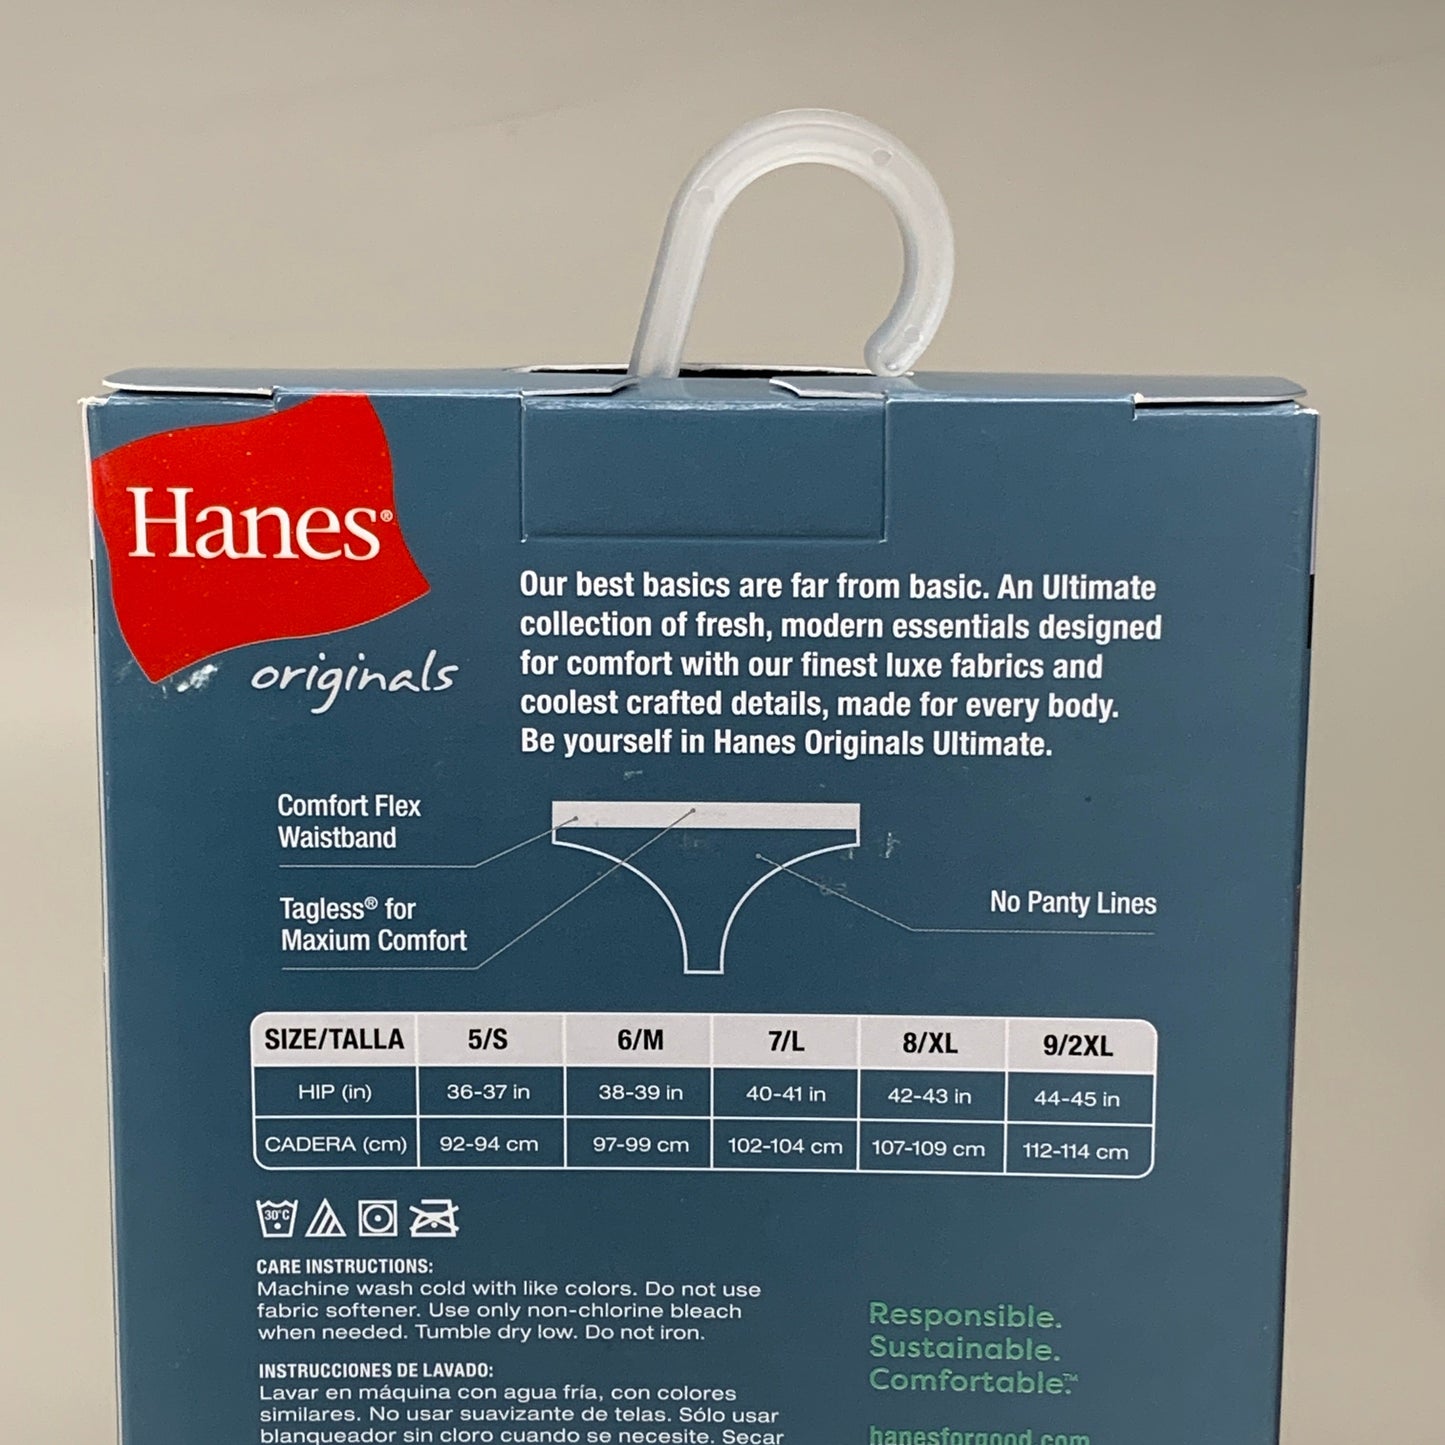 Hanes®
originals
Our best basics are far from basic. An Ultimate
collection of fresh, modern essentials designed
for comfort with our finest luxe fabrics and
coolest crafted details, made for every body.
Be yourself in Hanes Originals Ultimate.
Comfort Flex
Waistband
Tagless® for
Maxium Comfort
No Panty Lines
SIZE/TALLA 5/S 6/M 7/L 8/XL 9/2XL
HIP (in) 36-37 in 38-39 in 40-41 in 42-43 in 44-45 in
CADERA (cm) 92-94 cm 97-99 cm 102-104 cm 107-109 cm 112-114 cm
30°C
CARE INSTRUCTIONS:
Machine wash cold with like colors. Do not use
fabric softener. Use only non-chlorine bleach
when needed. Tumble dry low. Do not iron.
INSTRUCCIONES DE LAVADO:
Lavar en máquina con agua fría, con colores
similares. No usar suavizante de telas. Sólo usar
blanqueador sin cloro cuando se necesite. Secar
Responsible.
Sustainable.
Comfortable.™
hanesforgood.com